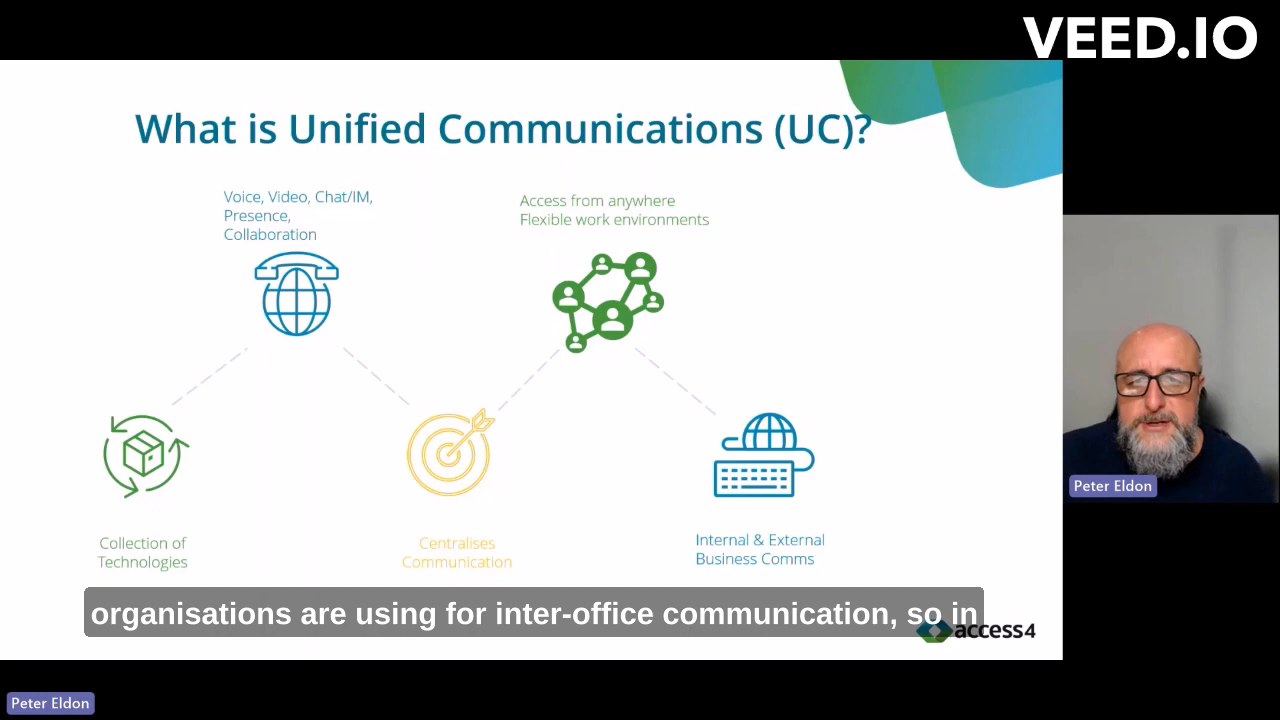 VEED.IO
What is Unified Communications (UC)?
Voice, Video, Chat/IM,
Presence,
Collaboration
Access from anywhere
Flexible work environments
Collection of
Technologies
Centralises
Communication
Internal & External
Business Comms
organisations are using for inter-office communication, so in
access4
Peter Eldon
Peter Eldon